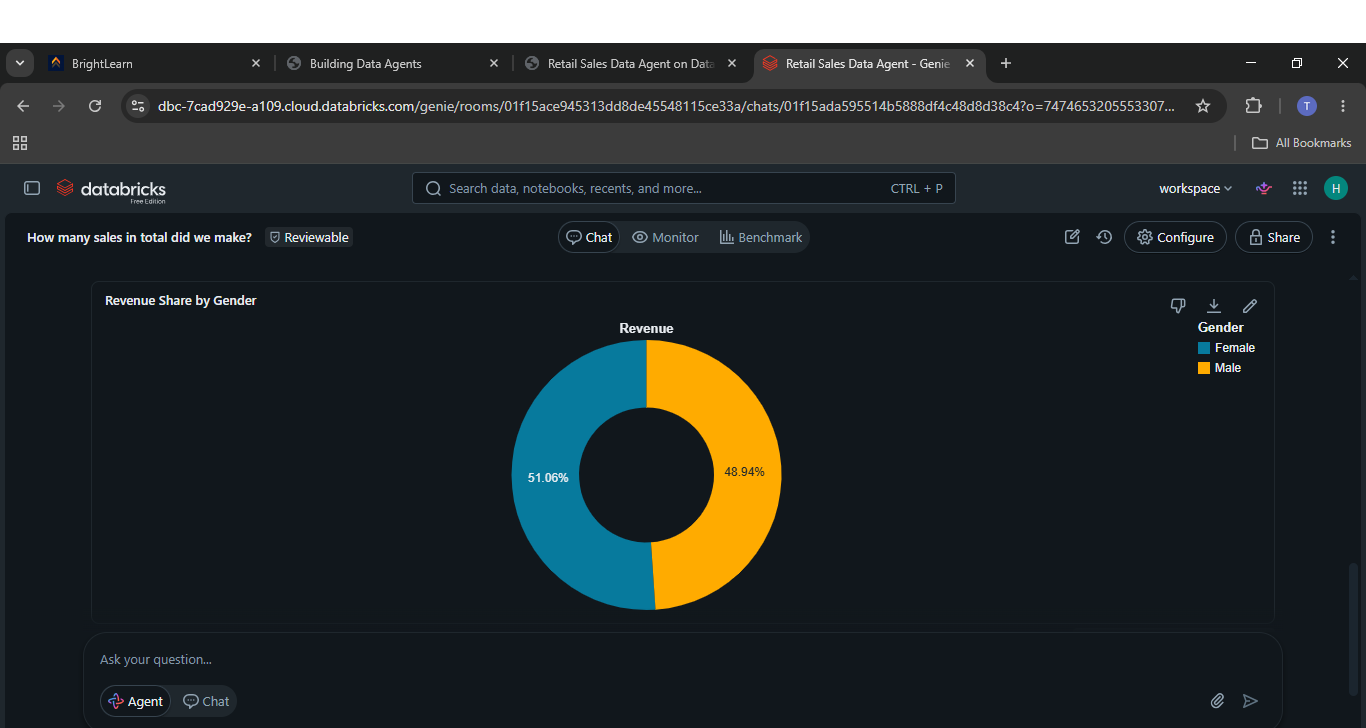 BrightLearn
Building Data Agents
Retail Sales Data Agent on Data
Retail Sales Data Agent - Genie
dbc-7cad929e-a109.cloud.databricks.com/genie/rooms/01f15ace945313dd8de45548115ce33a/chats/01f15ada595514b5888df4c48d8d38c4?o=7474653205553307...
T
All Bookmarks
databricks
Free Edition
Search data, notebooks, recents, and more...
CTRL + P
workspace
H
How many sales in total did we make?
Reviewable
Chat
Monitor
Benchmark
Configure
Share
Revenue Share by Gender
Revenue
Gender
Female
Male
51.06%
48.94%
Ask your question...
Agent
Chat